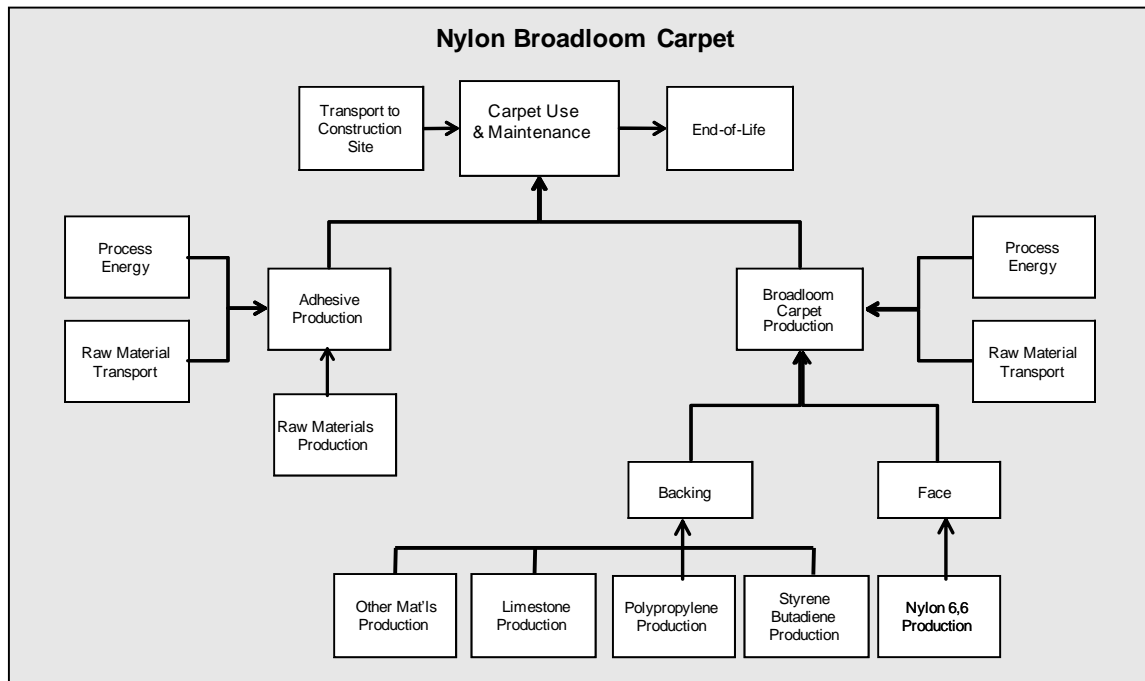 Nylon Broadloom Carpet
Transport to
Construction
Site
Carpet Use
& Maintenance
End-of-Life
Process
Energy
Raw Material
Transport
Adhesive
Production
Raw Materials
Production
Broadloom
Carpet
Production
Process
Energy
Raw Material
Transport
Backing
Face
Other Mat'ls
Production
Limestone
Production
Polypropylene
Production
Styrene
Butadiene
Production
Nylon 6,6
Production